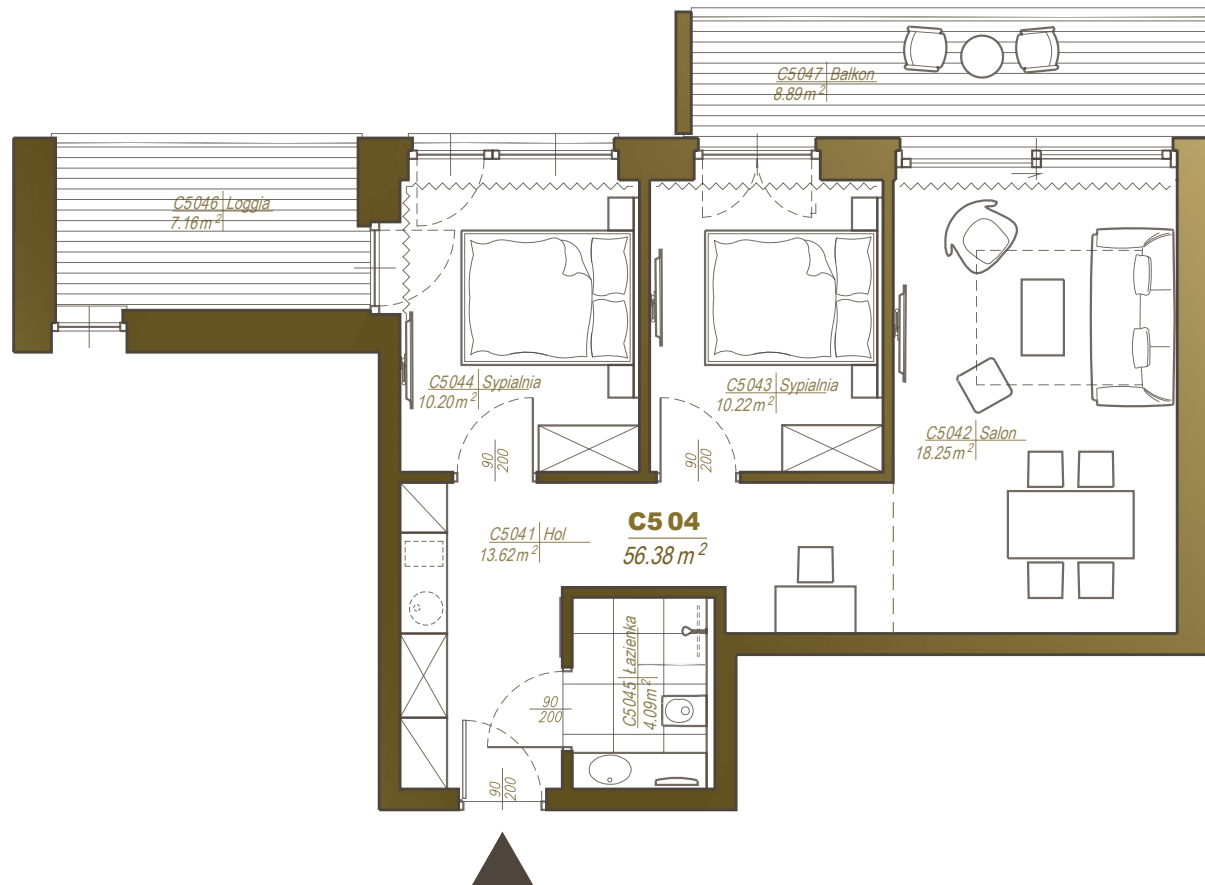 C5047 Balkon
8.89 m²
C5046 Loggia
7.16 m²
C5044 Sypialnia
10.20 m²
C5043 Sypialnia
10.22 m²
C5042 Salon
18.25 m²
90
200
90
200
C5041 Hol
13.62 m²
C5 04
56.38 m²
C5045 Łazienka
4.09 m²
90
200
90
200